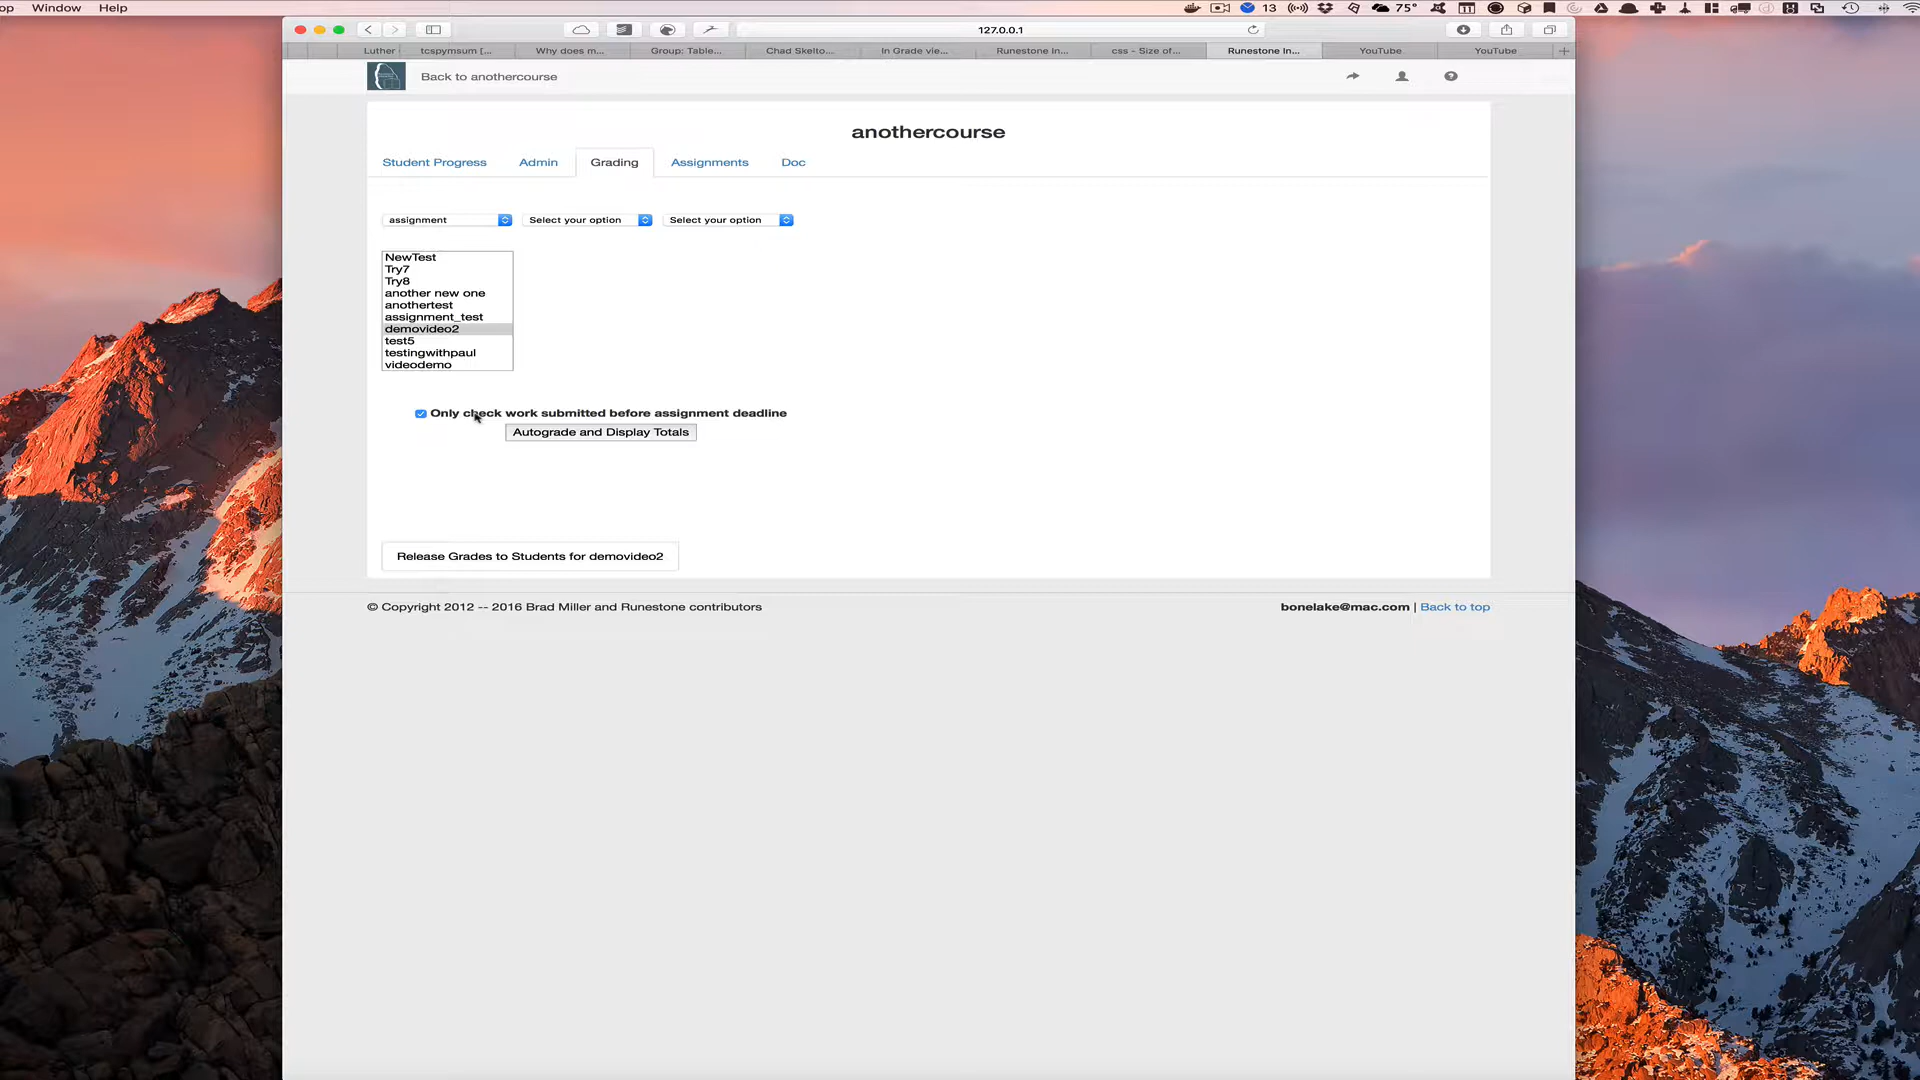 op Window Help 13 75° 11
127.0.0.1
Luther tcspymsum [... Why does m... Group: Table... Chad Skelto... In Grade vie... Runestone In... css - Size of... Runestone In... YouTube YouTube
Back to anothercourse
anothercourse
Student Progress Admin Grading Assignments Doc
assignment Select your option Select your option
NewTest
Try7
Try8
another new one
anothertest
assignment_test
demovideo2
test5
testingwithpaul
videodemo
Only check work submitted before assignment deadline
Autograde and Display Totals
Release Grades to Students for demovideo2
© Copyright 2012 -- 2016 Brad Miller and Runestone contributors bonelake@mac.com | Back to top